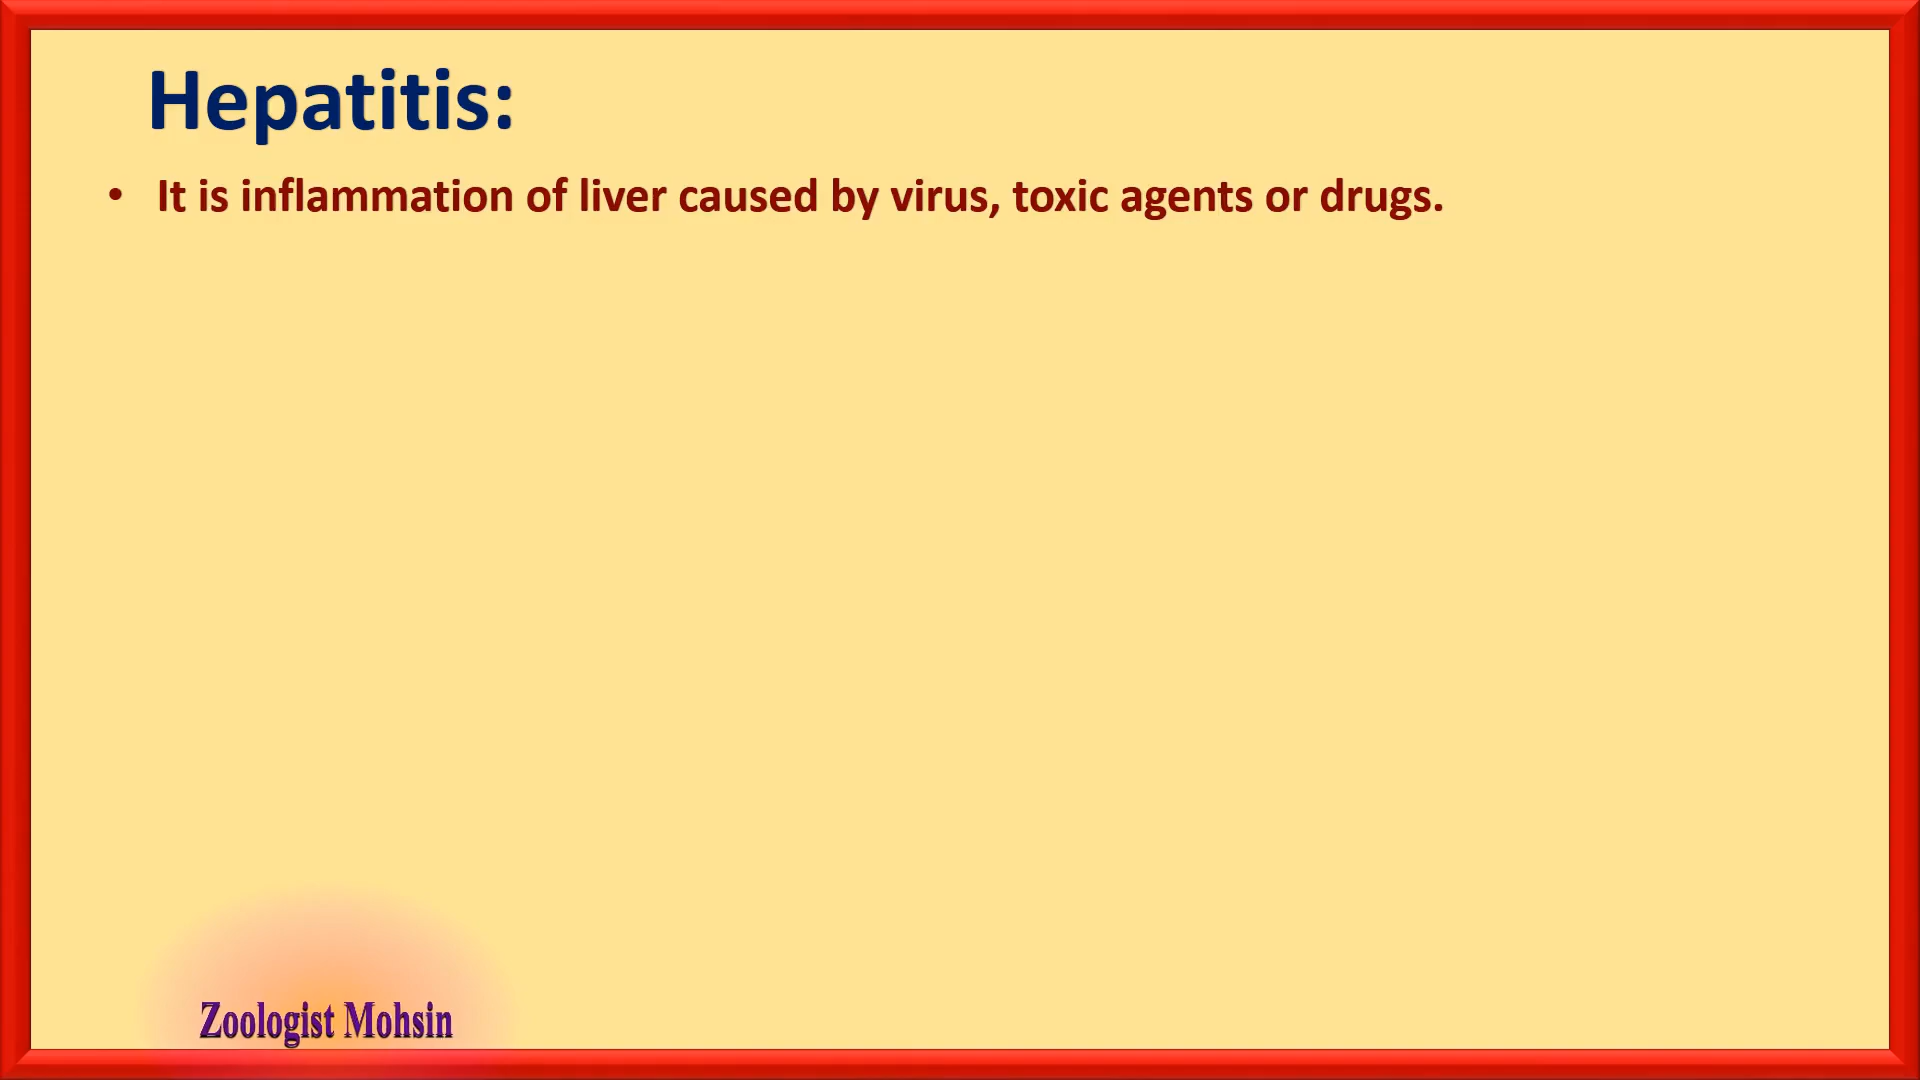 Hepatitis:
• It is inflammation of liver caused by virus, toxic agents or drugs.
Zoologist Mohsin